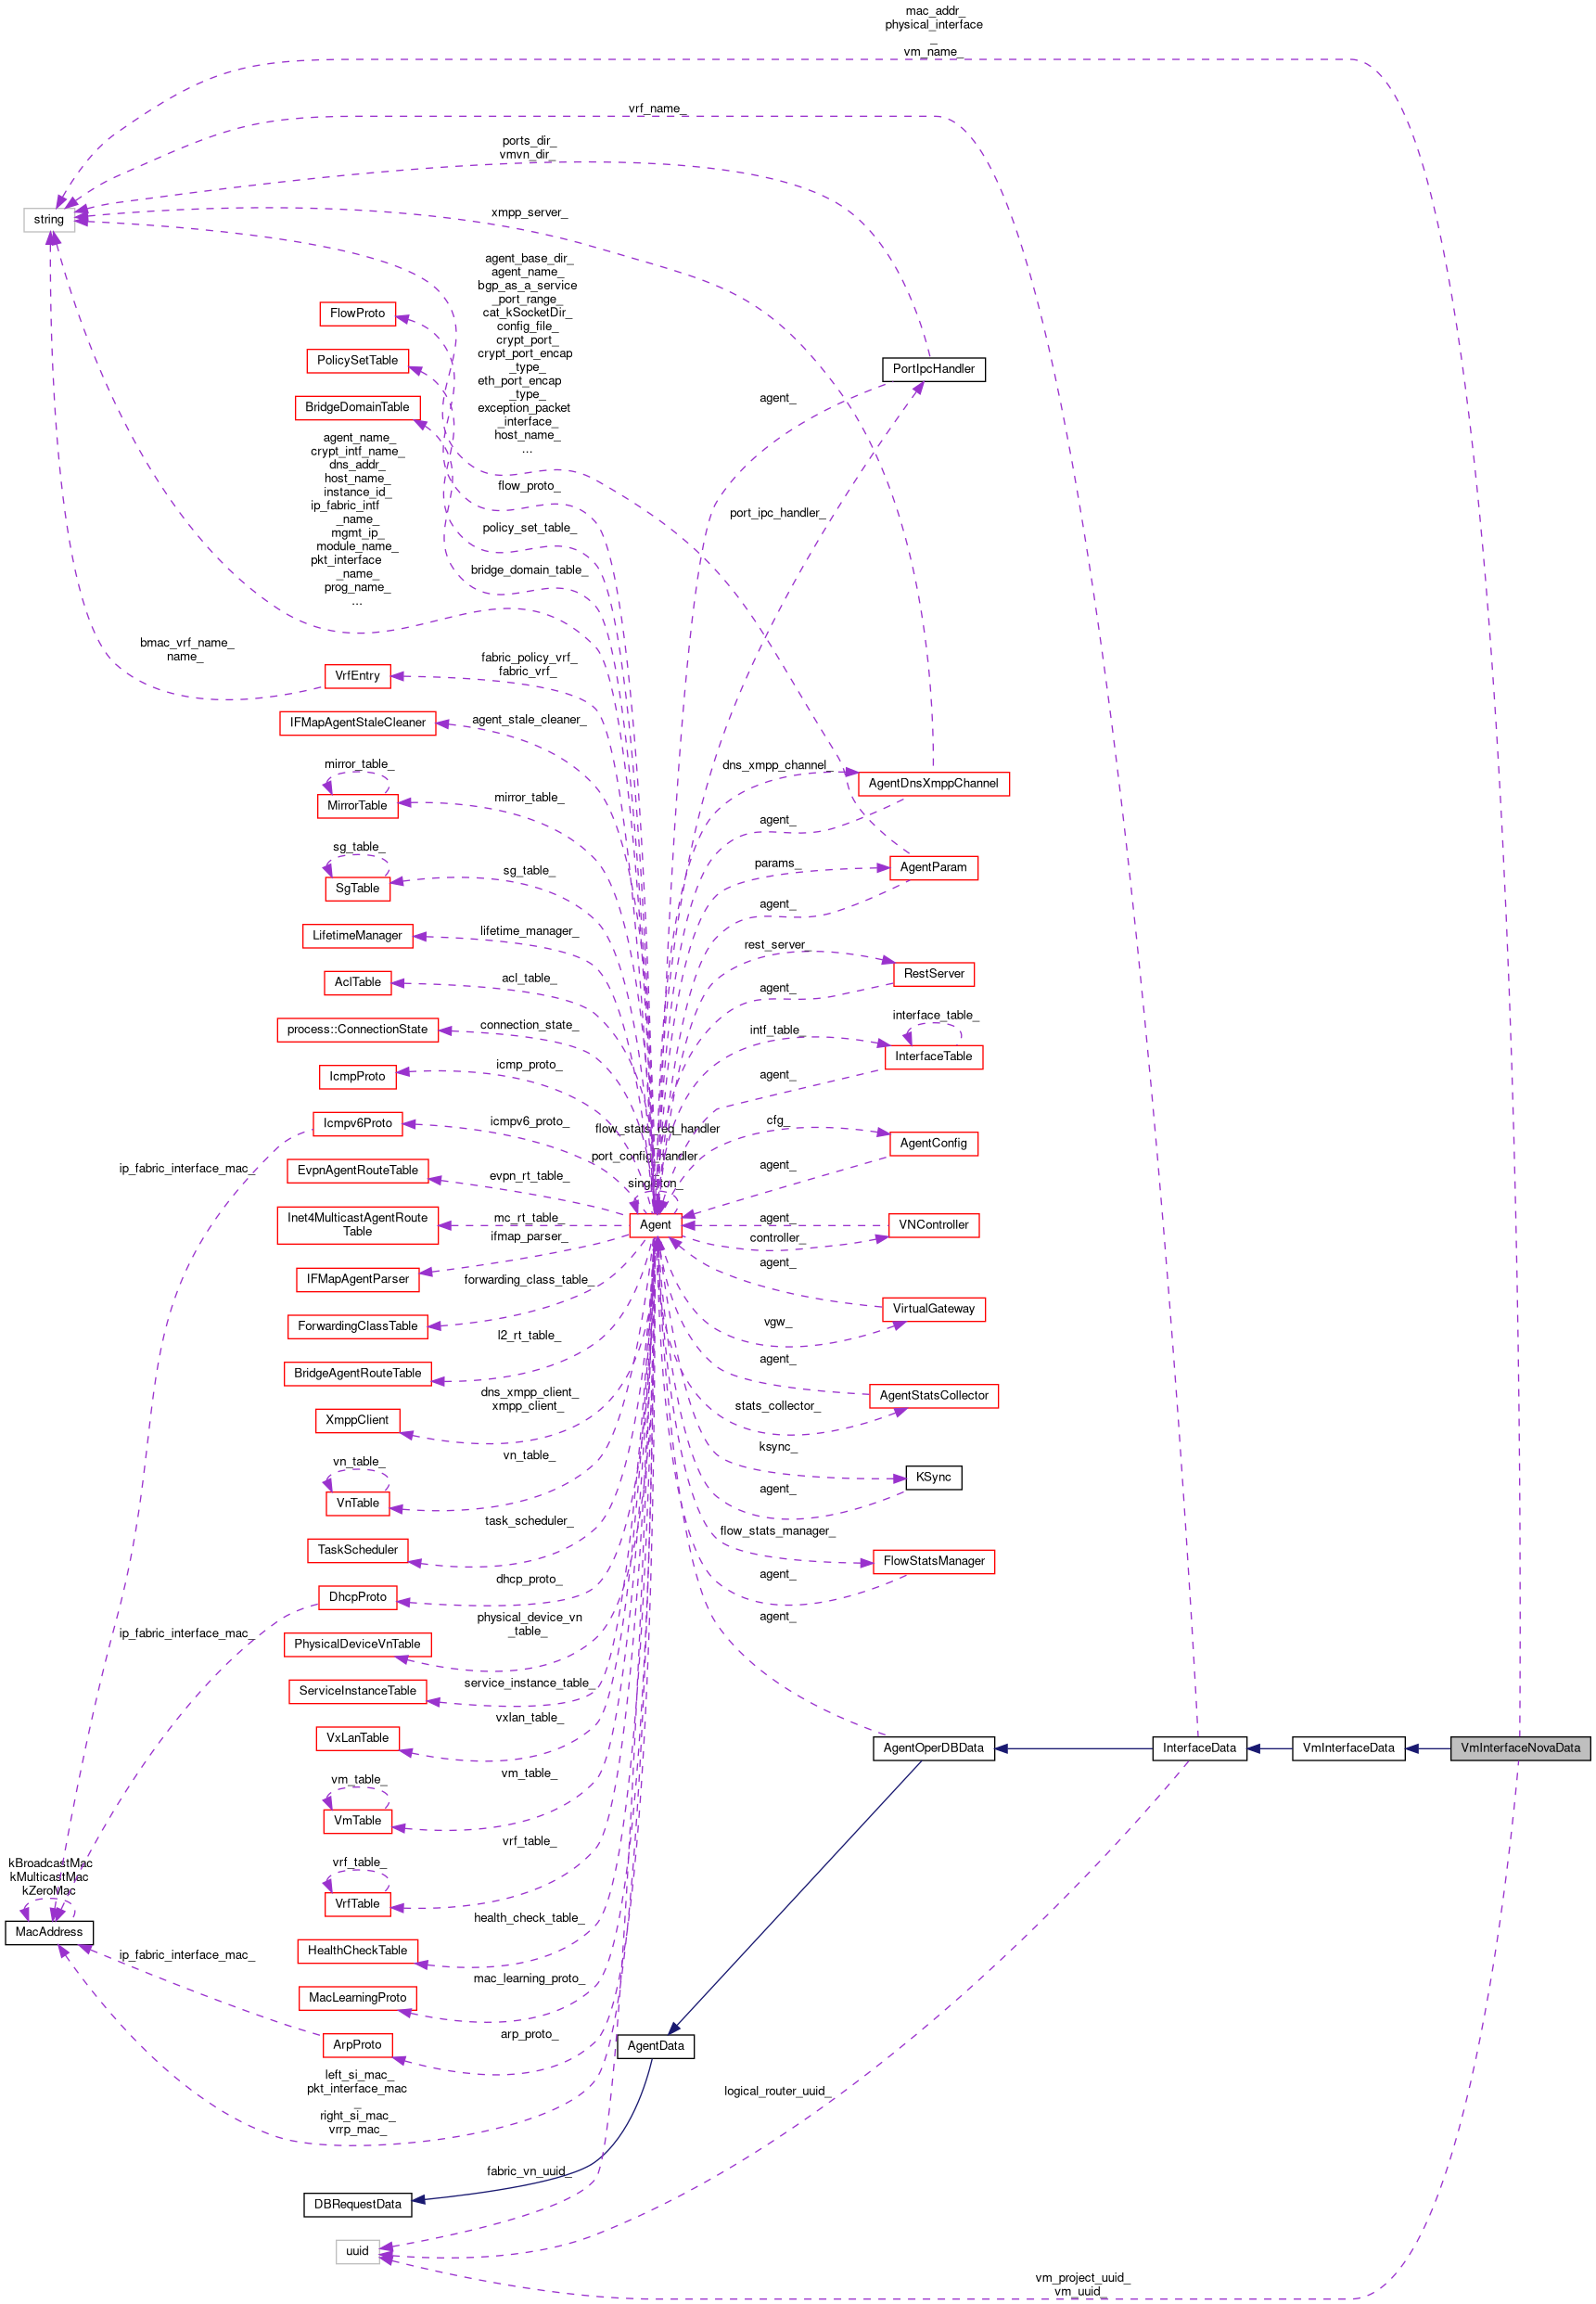 mac_addr_
physical_interface
_
vm_name_
vrf_name_
ports_dir_
vmvn_dir_
string
xmpp_server_
agent_base_dir_
agent_name_
bgp_as_a_service
_port_range_
cat_kSocketDir_
config_file_
crypt_port_
crypt_port_encap
_type_
eth_port_encap
_type_
exception_packet
_interface_
host_name_
...
FlowProto
PolicySetTable
PortIpcHandler
BridgeDomainTable
agent_
agent_name_
crypt_intf_name_
dns_addr_
host_name_
instance_id_
ip_fabric_intf
_name_
mgmt_ip_
module_name_
pkt_interface
_name_
prog_name_
...
flow_proto_
port_ipc_handler_
policy_set_table_
bridge_domain_table_
bmac_vrf_name_
name_
fabric_policy_vrf_
fabric_vrf_
VrfEntry
IFMapAgentStaleCleaner
agent_stale_cleaner_
mirror_table_
dns_xmpp_channel_
AgentDnsXmppChannel
MirrorTable
mirror_table_
agent_
sg_table_
params_
AgentParam
SgTable
sg_table_
agent_
LifetimeManager
lifetime_manager_
rest_server_
RestServer
AclTable
acl_table_
agent_
interface_table_
process::ConnectionState
connection_state_
intf_table_
InterfaceTable
IcmpProto
icmp_proto_
agent_
Icmpv6Proto
icmpv6_proto_
flow_stats_req_handler
_
port_config_handler
_
singleton_
cfg_
AgentConfig
ip_fabric_interface_mac_
EvpnAgentRouteTable
evpn_rt_table_
agent_
Inet4MulticastAgentRoute
Table
mc_rt_table_
Agent
agent_
VNController
controller_
ifmap_parser_
IFMapAgentParser
agent_
forwarding_class_table_
VirtualGateway
ForwardingClassTable
vgw_
l2_rt_table_
BridgeAgentRouteTable
agent_
dns_xmpp_client_
xmpp_client_
AgentStatsCollector
stats_collector_
XmppClient
vn_table_
vn_table_
ksync_
KSync
VnTable
agent_
task_scheduler_
flow_stats_manager_
TaskScheduler
FlowStatsManager
dhcp_proto_
agent_
DhcpProto
ip_fabric_interface_mac_
physical_device_vn
_table_
agent_
PhysicalDeviceVnTable
service_instance_table_
ServiceInstanceTable
vxlan_table_
VxLanTable
AgentOperDBData
InterfaceData
VmInterfaceData
VmInterfaceNovaData
vm_table_
vm_table_
VmTable
vrf_table_
vrf_table_
kBroadcastMac
kMulticastMac
kZeroMac
VrfTable
health_check_table_
MacAddress
HealthCheckTable
ip_fabric_interface_mac_
mac_learning_proto_
MacLearningProto
arp_proto_
ArpProto
AgentData
left_si_mac_
pkt_interface_mac
_
right_si_mac_
vrrp_mac_
logical_router_uuid_
fabric_vn_uuid_
DBRequestData
uuid
vm_project_uuid_
vm_uuid_